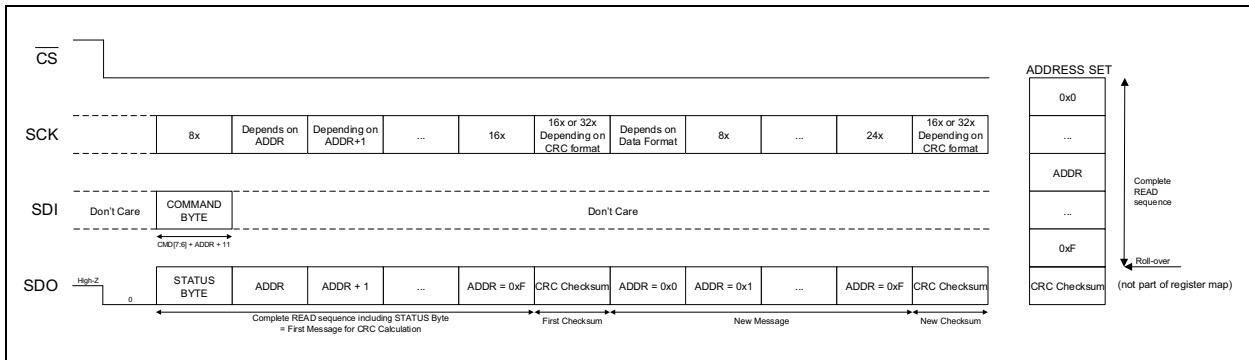 CS
SCK
8x
Depends on
ADDR
Depending on
ADDR+1
...
16x
16x or 32x
Depending on
CRC format
Depends on
Data Format
8x
...
24x
16x or 32x
Depending on
CRC format
SDI
Don't Care
COMMAND
BYTE
Don't Care
CMD[7:6] + ADDR + 11
SDO
High-Z
0
STATUS
BYTE
ADDR
ADDR + 1
...
ADDR = 0xF
CRC Checksum
ADDR = 0x0
ADDR = 0x1
...
ADDR = 0xF
CRC Checksum
Complete READ sequence including STATUS Byte
= First Message for CRC Calculation
First Checksum
New Message
New Checksum
ADDRESS SET
0x0
...
ADDR
...
0xF
CRC Checksum
Complete
READ
sequence
Roll-over
(not part of register map)